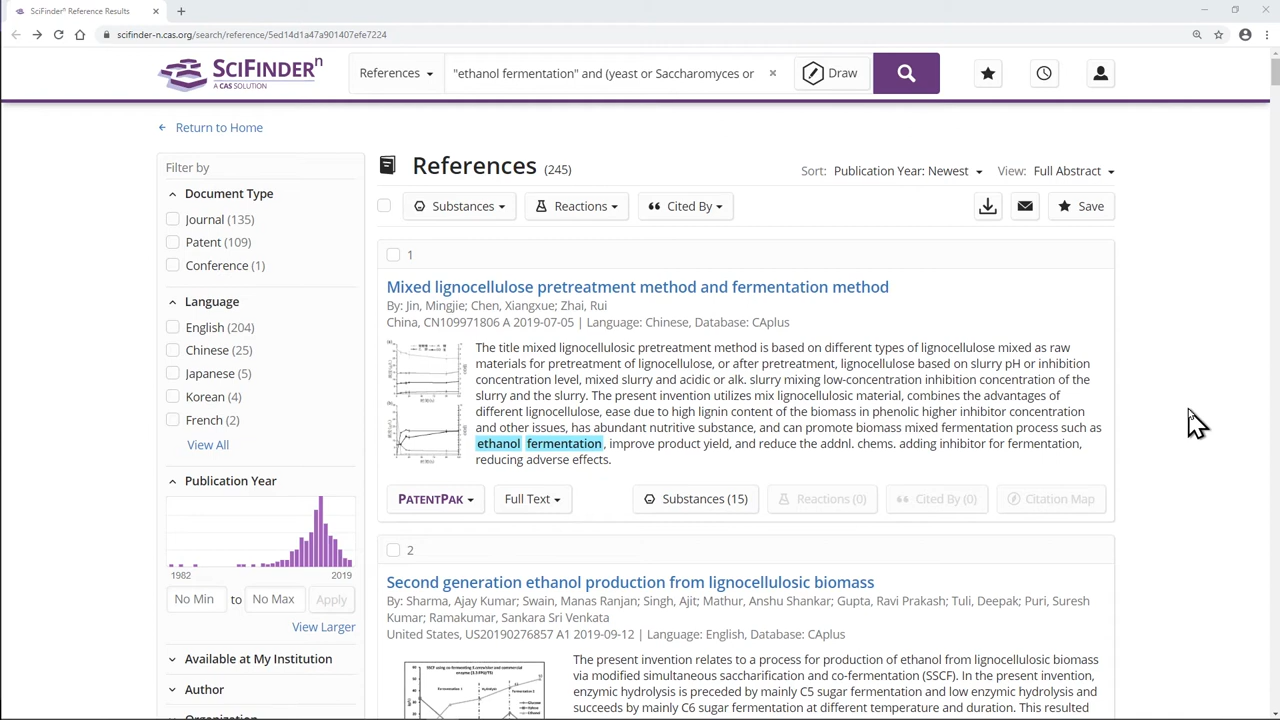 SciFinderⁿ Reference Results
scifinder-n.cas.org/search/reference/5ed14d1a47a901407efe7224
SCIFINDERⁿ
A CAS SOLUTION
References
"ethanol fermentation" and (yeast or Saccharomyces or
Draw
Return to Home
Filter by
Document Type
Journal (135)
Patent (109)
Conference (1)
Language
English (204)
Chinese (25)
Japanese (5)
Korean (4)
French (2)
View All
Publication Year
1982 2019
No Min to No Max Apply
View Larger
Available at My Institution
Author
References (245)
Sort: Publication Year: Newest View: Full Abstract
Substances Reactions Cited By Save
1
Mixed lignocellulose pretreatment method and fermentation method
By: Jin, Mingjie; Chen, Xiangxue; Zhai, Rui
China, CN109971806 A 2019-07-05 | Language: Chinese, Database: CAplus
The title mixed lignocellulosic pretreatment method is based on different types of lignocellulose mixed as raw
materials for pretreatment of lignocellulose, or after pretreatment, lignocellulose based on slurry pH or inhibition
concentration level, mixed slurry and acidic or alk. slurry mixing low-concentration inhibition concentration of the
slurry and the slurry. The present invention utilizes mix lignocellulosic material, combines the advantages of
different lignocellulose, ease due to high lignin content of the biomass in phenolic higher inhibitor concentration
and other issues, has abundant nutritive substance, and can promote biomass mixed fermentation process such as
ethanol fermentation, improve product yield, and reduce the addnl. chems. adding inhibitor for fermentation,
reducing adverse effects.
PATENTPAK Full Text Substances (15) Reactions (0) Cited By (0) Citation Map
2
Second generation ethanol production from lignocellulosic biomass
By: Sharma, Ajay Kumar; Swain, Manas Ranjan; Singh, Ajit; Mathur, Anshu Shankar; Gupta, Ravi Prakash; Tuli, Deepak; Puri, Suresh
Kumar; Ramakumar, Sankara Sri Venkata
United States, US20190276857 A1 2019-09-12 | Language: English, Database: CAplus
The present invention relates to a process for production of ethanol from lignocellulosic biomass
via modified simultaneous saccharification and co-fermentation (SSCF). In the present invention,
enzymic hydrolysis is preceded by mainly C5 sugar fermentation and low enzymic hydrolysis and
succeeds by mainly C6 sugar fermentation at different temperature and duration. This resulted